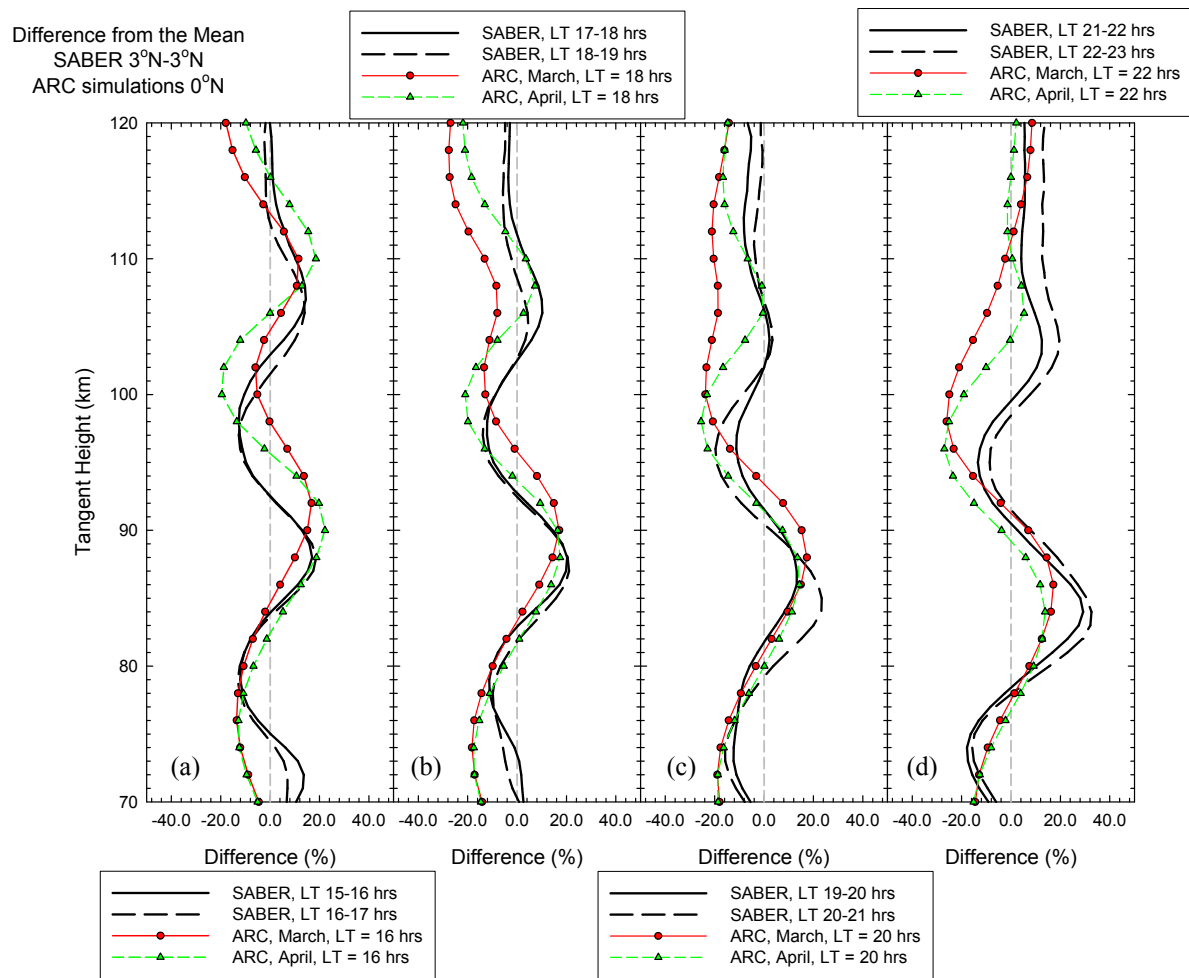 Difference from the Mean
SABER 3°N-3°N
ARC simulations 0°N
SABER, LT 17-18 hrs
SABER, LT 18-19 hrs
ARC, March, LT = 18 hrs
ARC, April, LT = 18 hrs
SABER, LT 21-22 hrs
SABER, LT 22-23 hrs
ARC, March, LT = 22 hrs
ARC, April, LT = 22 hrs
Tangent Height (km)
120
110
100
90
80
70
(a)
(b)
(c)
(d)
-40.0 -20.0 0.0 20.0
-40.0 -20.0 0.0 20.0
-40.0 -20.0 0.0 20.0
-40.0 -20.0 0.0 20.0 40.0
Difference (%)
Difference (%)
Difference (%)
Difference (%)
SABER, LT 15-16 hrs
SABER, LT 16-17 hrs
ARC, March, LT = 16 hrs
ARC, April, LT = 16 hrs
SABER, LT 19-20 hrs
SABER, LT 20-21 hrs
ARC, March, LT = 20 hrs
ARC, April, LT = 20 hrs